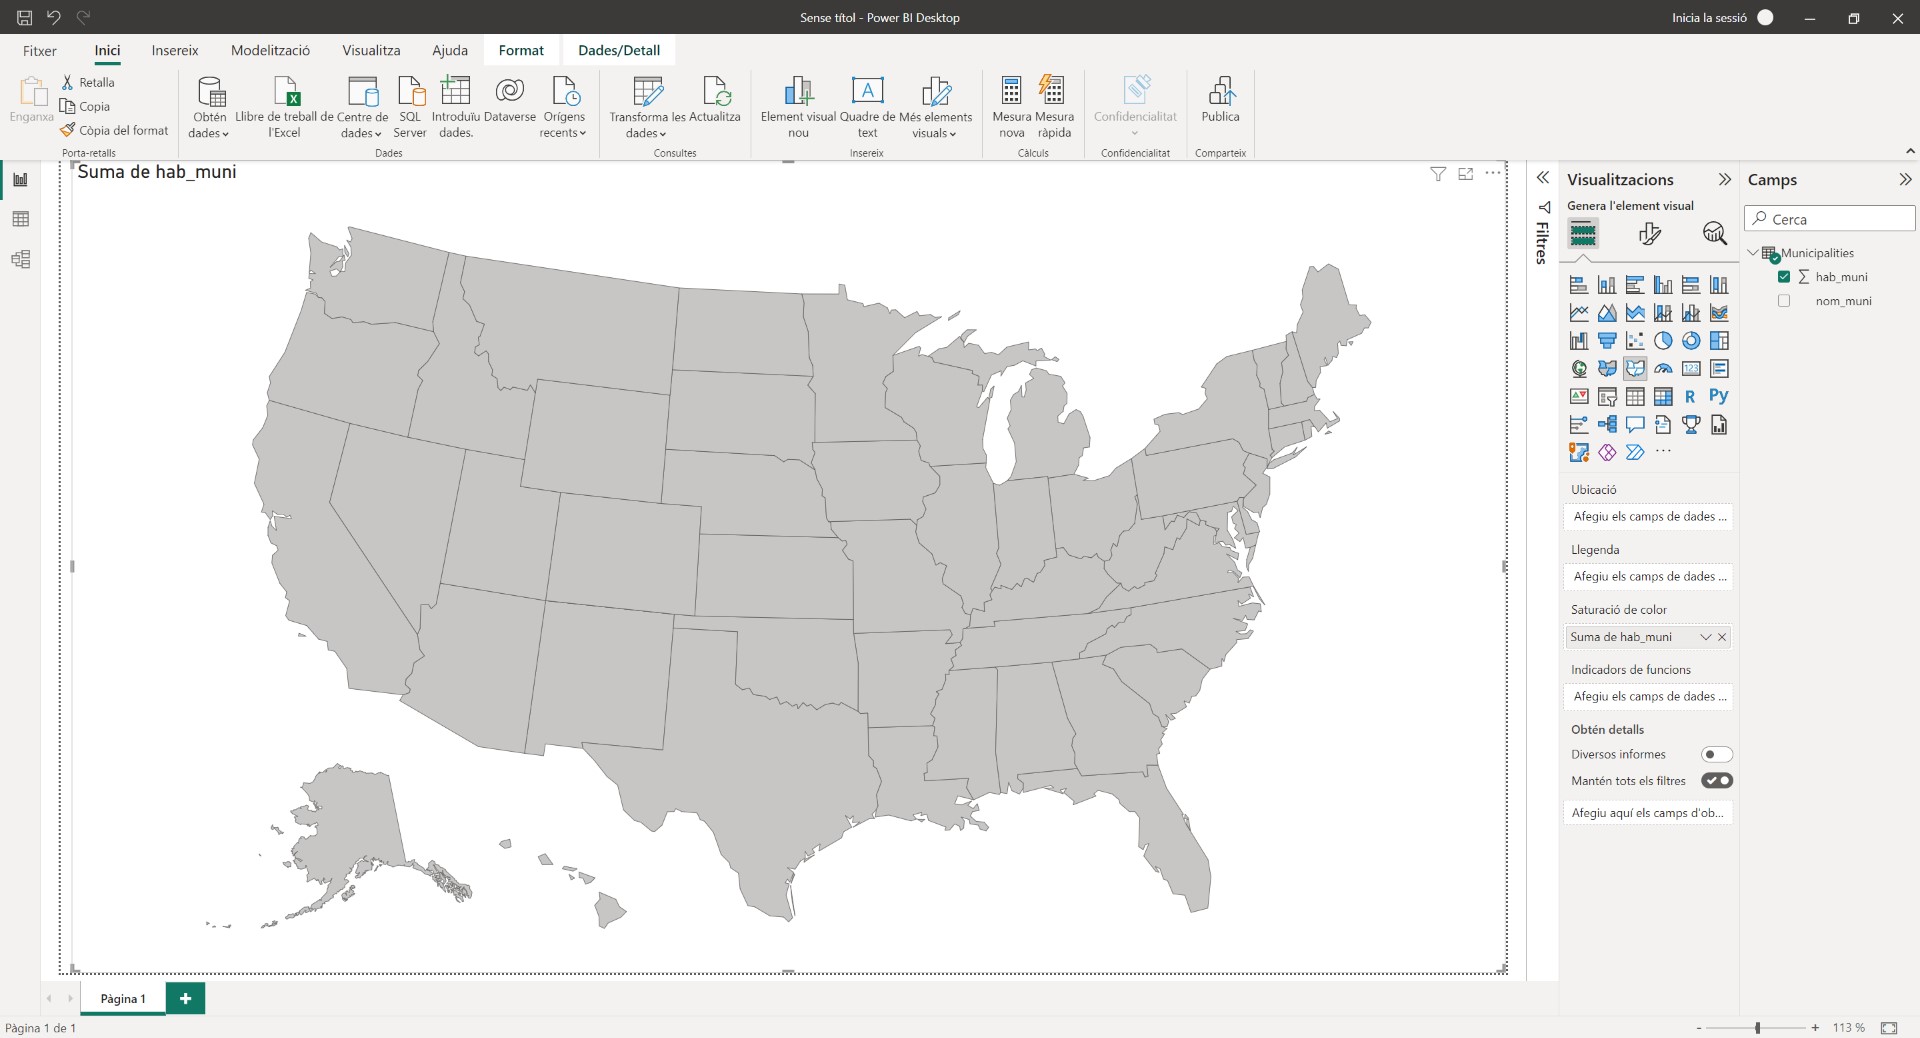 Sense títol - Power BI Desktop
Inicia la sessió
Fitxer
Inici
Insereix
Modelització
Visualitza
Ajuda
Format
Dades/Detall
Enganxa
Retalla
Copia
Còpia del format
Porta-retalls
Obtén dades
Llibre de treball de l'Excel
Centre de dades
SQL Server
Introduïu dades.
Dataverse
Orígens recents
Dades
Transforma les dades
Actualitza
Consultes
Element visual nou
Quadre de text
Més elements visuals
Insereix
Mesura nova
Mesura ràpida
Càlculs
Confidencialitat
Confidencialitat
Publica
Comparteix
Suma de hab_muni
Filtres
Visualitzacions
Genera l'element visual
123
R
Py
...
Ubicació
Afegiu els camps de dades ...
Llegenda
Afegiu els camps de dades ...
Saturació de color
Suma de hab_muni
Indicadors de funcions
Afegiu els camps de dades ...
Obtén detalls
Diversos informes
Mantén tots els filtres
Afegiu aquí els camps d'ob...
Camps
Cerca
Municipalities
hab_muni
nom_muni
Pàgina 1
Pàgina 1 de 1
- + 113 %